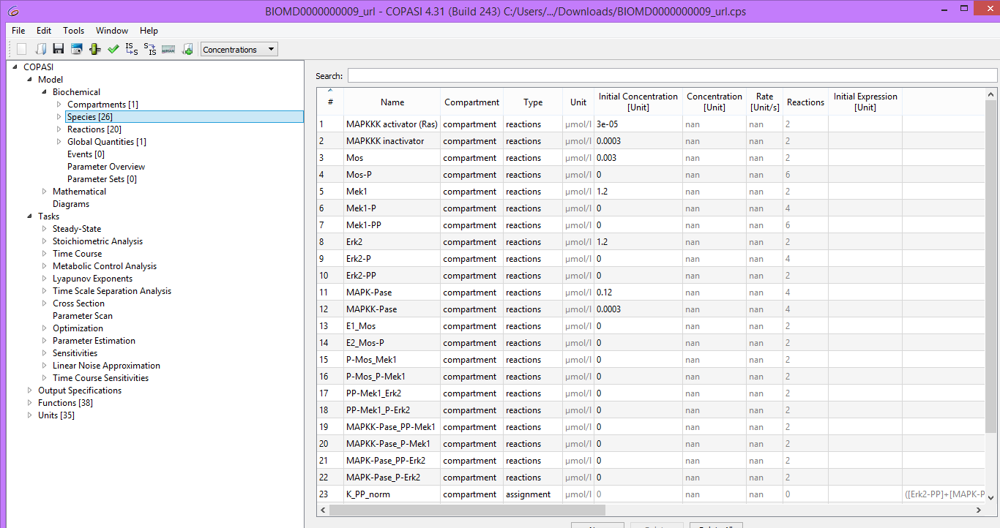 BIOMD0000000009_url - COPASI 4.31 (Build 243) C:/Users/.../Downloads/BIOMD0000000009_url.cps
File Edit Tools Window Help
Concentrations
COPASI
Model
Biochemical
Compartments [1]
Species [26]
Reactions [20]
Global Quantities [1]
Events [0]
Parameter Overview
Parameter Sets [0]
Mathematical
Diagrams
Tasks
Steady-State
Stoichiometric Analysis
Time Course
Metabolic Control Analysis
Lyapunov Exponents
Time Scale Separation Analysis
Cross Section
Parameter Scan
Optimization
Parameter Estimation
Sensitivities
Linear Noise Approximation
Time Course Sensitivities
Output Specifications
Functions [38]
Units [35]
Search:
# Name Compartment Type Unit Initial Concentration [Unit] Concentration [Unit] Rate [Unit/s] Reactions Initial Expression [Unit]
1 MAPKKK activator (Ras) compartment reactions µmol/l 3e-05 nan nan 2
2 MAPKKK inactivator compartment reactions µmol/l 0.0003 nan nan 2
3 Mos compartment reactions µmol/l 0.003 nan nan 2
4 Mos-P compartment reactions µmol/l 0 nan nan 6
5 Mek1 compartment reactions µmol/l 1.2 nan nan 2
6 Mek1-P compartment reactions µmol/l 0 nan nan 4
7 Mek1-PP compartment reactions µmol/l 0 nan nan 6
8 Erk2 compartment reactions µmol/l 1.2 nan nan 2
9 Erk2-P compartment reactions µmol/l 0 nan nan 4
10 Erk2-PP compartment reactions µmol/l 0 nan nan 2
11 MAPK-Pase compartment reactions µmol/l 0.12 nan nan 4
12 MAPKK-Pase compartment reactions µmol/l 0.0003 nan nan 4
13 E1_Mos compartment reactions µmol/l 0 nan nan 2
14 E2_Mos-P compartment reactions µmol/l 0 nan nan 2
15 P-Mos_Mek1 compartment reactions µmol/l 0 nan nan 2
16 P-Mos_P-Mek1 compartment reactions µmol/l 0 nan nan 2
17 PP-Mek1_Erk2 compartment reactions µmol/l 0 nan nan 2
18 PP-Mek1_P-Erk2 compartment reactions µmol/l 0 nan nan 2
19 MAPKK-Pase_PP-Mek1 compartment reactions µmol/l 0 nan nan 2
20 MAPKK-Pase_P-Mek1 compartment reactions µmol/l 0 nan nan 2
21 MAPK-Pase_PP-Erk2 compartment reactions µmol/l 0 nan nan 2
22 MAPK-Pase_P-Erk2 compartment reactions µmol/l 0 nan nan 2
23 K_PP_norm compartment assignment µmol/l 0 nan nan 0 ([Erk2-PP]+[MAPK-P